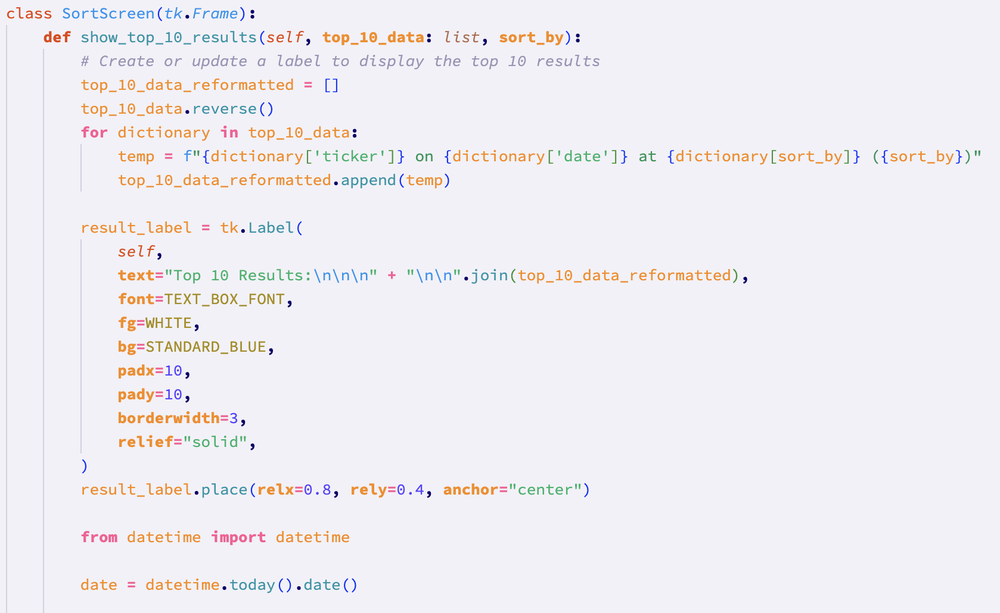 class SortScreen(tk.Frame):
    def show_top_10_results(self, top_10_data: list, sort_by):
        # Create or update a label to display the top 10 results
        top_10_data_reformatted = []
        top_10_data.reverse()
        for dictionary in top_10_data:
            temp = f"{dictionary['ticker']} on {dictionary['date']} at {dictionary[sort_by]} ({sort_by})"
            top_10_data_reformatted.append(temp)

        result_label = tk.Label(
            self,
            text="Top 10 Results:\n\n\n" + "\n\n".join(top_10_data_reformatted),
            font=TEXT_BOX_FONT,
            fg=WHITE,
            bg=STANDARD_BLUE,
            padx=10,
            pady=10,
            borderwidth=3,
            relief="solid",
        )
        result_label.place(relx=0.8, rely=0.4, anchor="center")

        from datetime import datetime

        date = datetime.today().date()